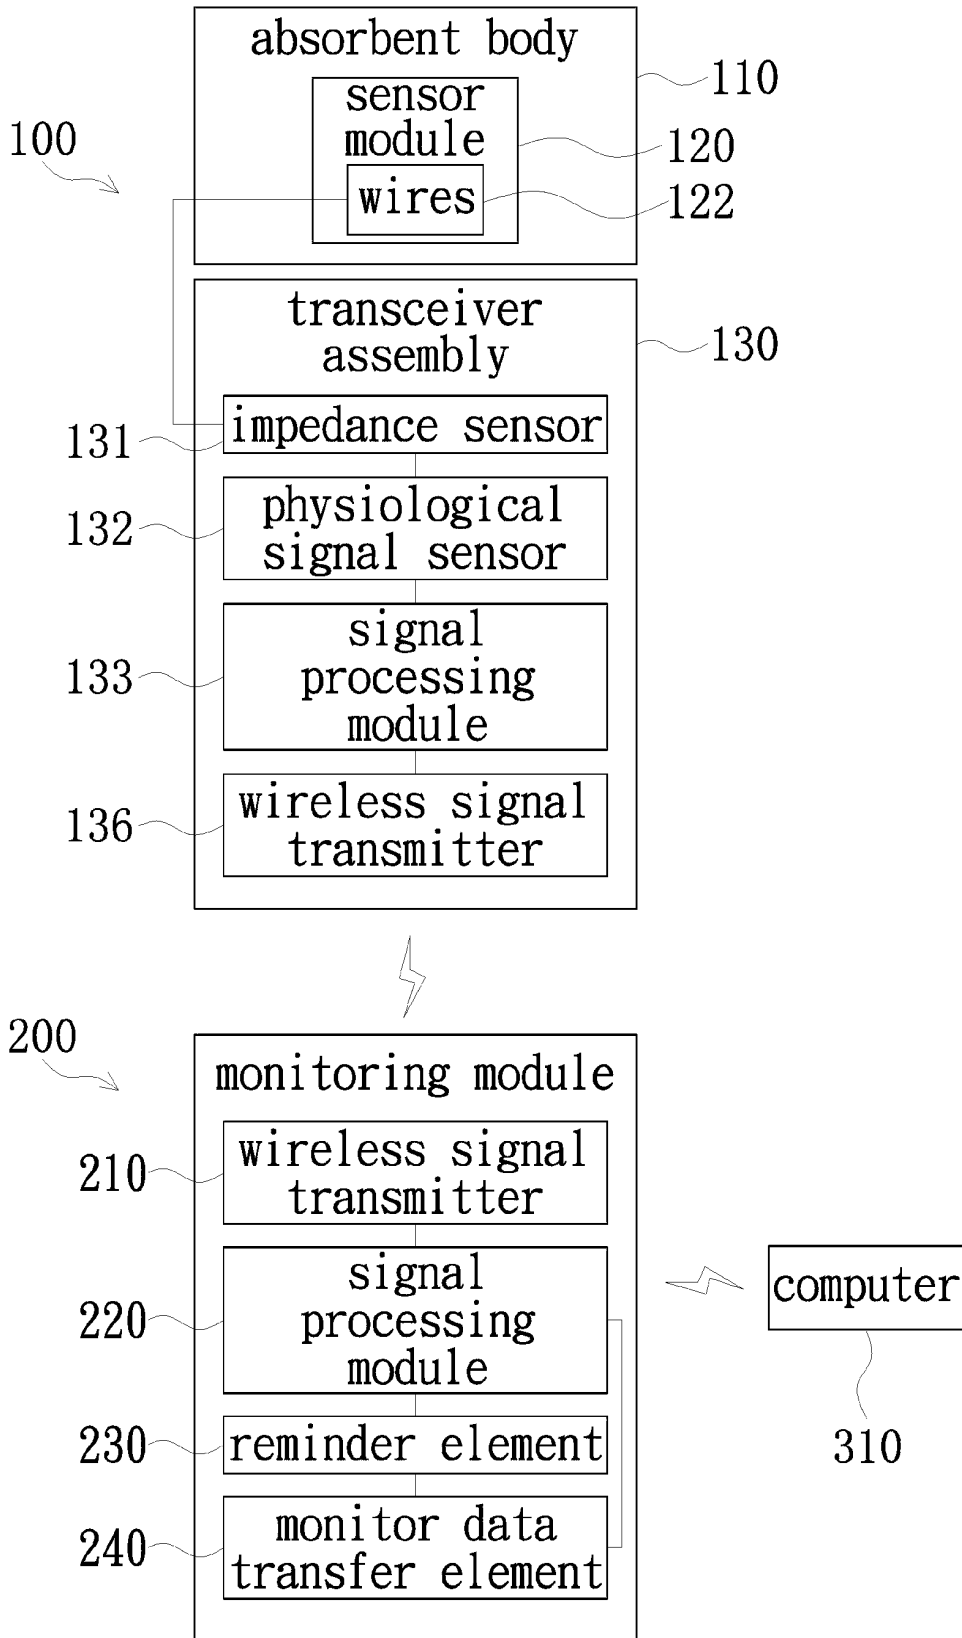 absorbent body
110
sensor
module
100
120
wires
122
transceiver
assembly
130
impedance sensor
131
physiological
signal sensor
132
signal
processing
module
133
wireless signal
transmitter
136
200
monitoring module
wireless signal
transmitter
210
signal
processing
module
220
computer
310
reminder element
230
monitor data
transfer element
240